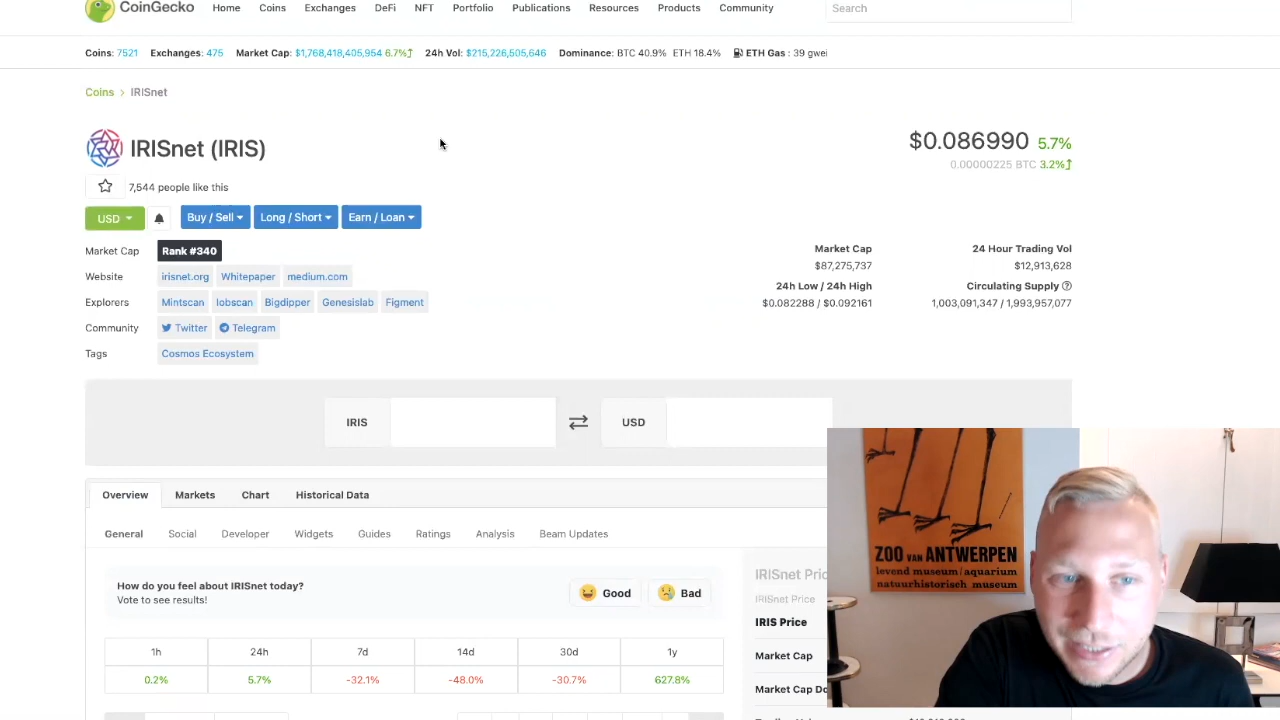 CoinGecko Home Coins Exchanges DeFi NFT Portfolio Publications Resources Products Community Search
Coins: 7521 Exchanges: 475 Market Cap: $1,768,418,405,954 6.7% 24h Vol: $215,226,505,646 Dominance: BTC 40.9% ETH 18.4% ETH Gas : 39 gwei
Coins > IRISnet
IRISnet (IRIS)
$0.086990 5.7%
0.00000225 BTC 3.2%
7,544 people like this
USD Buy / Sell Long / Short Earn / Loan
Market Cap Rank #340
Website irisnet.org Whitepaper medium.com
Explorers Mintscan Iobscan Bigdipper Genesislab Figment
Community Twitter Telegram
Tags Cosmos Ecosystem
Market Cap 24 Hour Trading Vol
$87,275,737 $12,913,628
24h Low / 24h High Circulating Supply
$0.082288 / $0.092161 1,003,091,347 / 1,993,957,077
IRIS USD
Overview Markets Chart Historical Data
General Social Developer Widgets Guides Ratings Analysis Beam Updates
How do you feel about IRISnet today?
Vote to see results!
Good Bad
1h 24h 7d 14d 30d 1y
0.2% 5.7% -32.1% -48.0% -30.7% 627.8%
IRISnet Pric
IRISnet Price
IRIS Price
Market Cap
Market Cap Do
ZOO VAN ANTWERPEN
levend museum/aquarium
natuurhistorisch museum